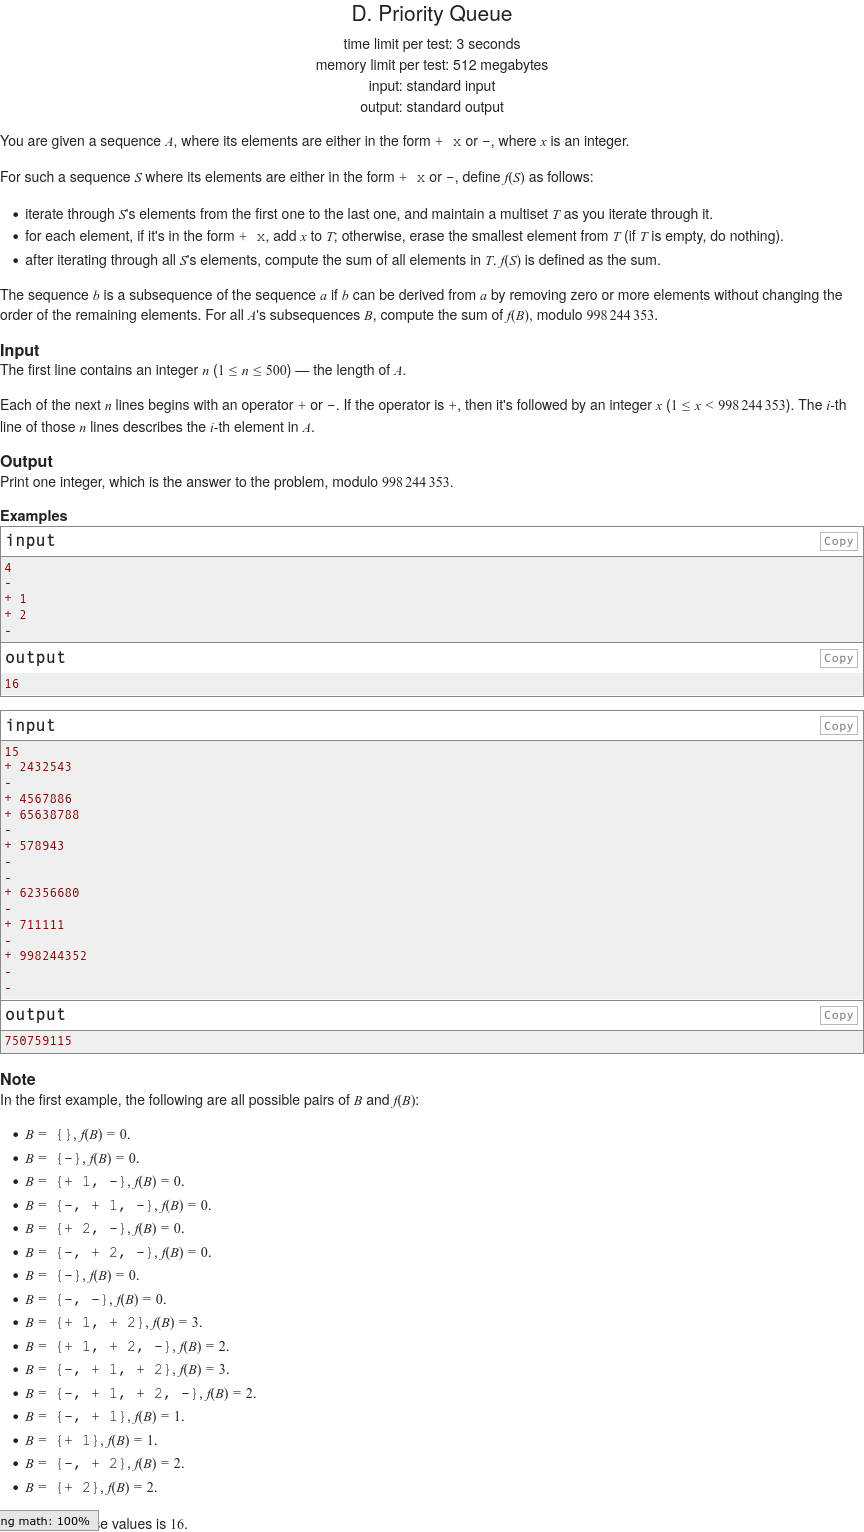 D. Priority Queue
time limit per test: 3 seconds
memory limit per test: 512 megabytes
input: standard input
output: standard output
You are given a sequence A, where its elements are either in the form + x or -, where x is an integer.
For such a sequence S where its elements are either in the form + x or -, define f(S) as follows:
• iterate through S's elements from the first one to the last one, and maintain a multiset T as you iterate through it.
• for each element, if it's in the form + x, add x to T; otherwise, erase the smallest element from T (if T is empty, do nothing).
• after iterating through all S's elements, compute the sum of all elements in T. f(S) is defined as the sum.
The sequence b is a subsequence of the sequence a if b can be derived from a by removing zero or more elements without changing the
order of the remaining elements. For all A's subsequences B, compute the sum of f(B), modulo 998 244 353.
Input
The first line contains an integer n (1 ≤ n ≤ 500) — the length of A.
Each of the next n lines begins with an operator + or -. If the operator is +, then it's followed by an integer x (1 ≤ x < 998 244 353). The i-th
line of those n lines describes the i-th element in A.
Output
Print one integer, which is the answer to the problem, modulo 998 244 353.
Examples
input Copy
4
-
+ 1
+ 2
-
output Copy
16
input Copy
15
+ 2432543
-
+ 4567886
+ 65638788
-
+ 578943
-
-
+ 62356680
-
+ 711111
-
+ 998244352
-
-
output Copy
750759115
Note
In the first example, the following are all possible pairs of B and f(B):
• B = {}, f(B) = 0.
• B = {-}, f(B) = 0.
• B = {+ 1, -}, f(B) = 0.
• B = {-, + 1, -}, f(B) = 0.
• B = {+ 2, -}, f(B) = 0.
• B = {-, + 2, -}, f(B) = 0.
• B = {-}, f(B) = 0.
• B = {-, -}, f(B) = 0.
• B = {+ 1, + 2}, f(B) = 3.
• B = {+ 1, + 2, -}, f(B) = 2.
• B = {-, + 1, + 2}, f(B) = 3.
• B = {-, + 1, + 2, -}, f(B) = 2.
• B = {-, + 1}, f(B) = 1.
• B = {+ 1}, f(B) = 1.
• B = {-, + 2}, f(B) = 2.
• B = {+ 2}, f(B) = 2.
ng math: 100% e values is 16.